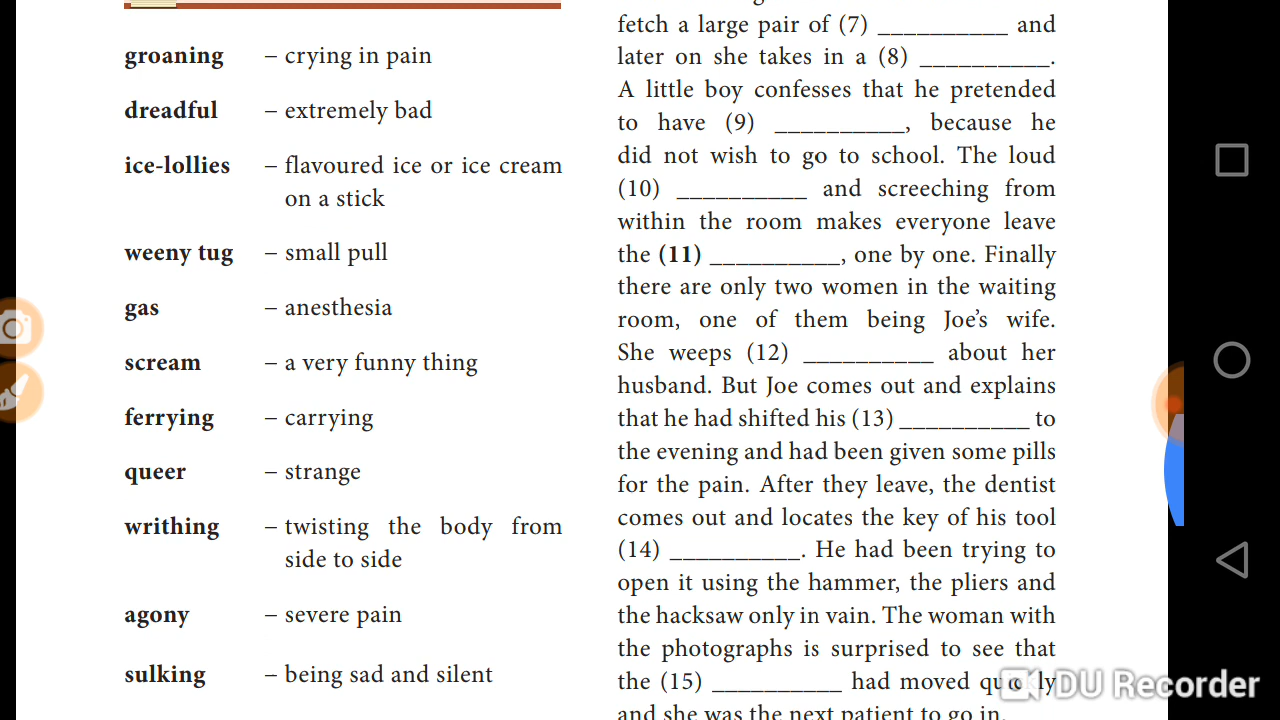 groaning – crying in pain
dreadful – extremely bad
ice-lollies – flavoured ice or ice cream
on a stick
weeny tug – small pull
gas – anesthesia
scream – a very funny thing
ferrying – carrying
queer – strange
writhing – twisting the body from
side to side
agony – severe pain
sulking – being sad and silent
fetch a large pair of (7) __________ and
later on she takes in a (8) __________.
A little boy confesses that he pretended
to have (9) __________, because he
did not wish to go to school. The loud
(10) __________ and screeching from
within the room makes everyone leave
the (11) __________, one by one. Finally
there are only two women in the waiting
room, one of them being Joe’s wife.
She weeps (12) __________ about her
husband. But Joe comes out and explains
that he had shifted his (13) __________ to
the evening and had been given some pills
for the pain. After they leave, the dentist
comes out and locates the key of his tool
(14) __________. He had been trying to
open it using the hammer, the pliers and
the hacksaw only in vain. The woman with
the photographs is surprised to see that
the (15) __________ had moved quickly
and she was the next patient to go in.
DU Recorder